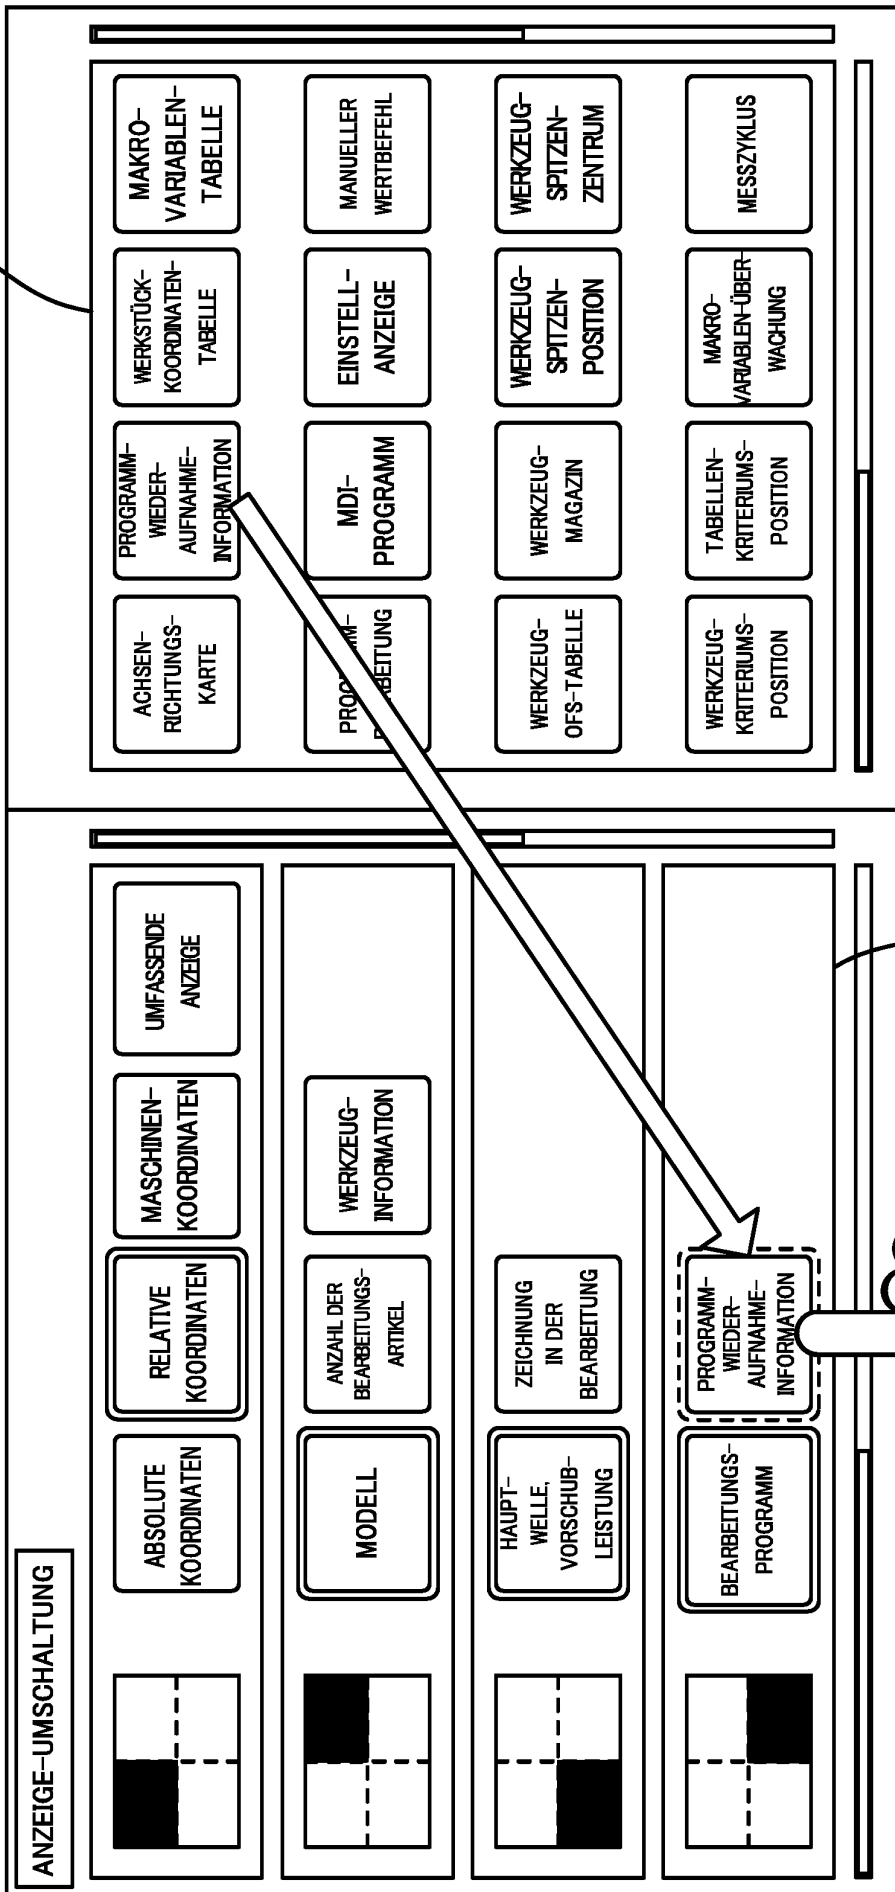 ANZEIGE-UMSCHALTUNG
ABSOLUTE
KOORDINATEN
RELATIVE
KOORDINATEN
MASCHINEN-
KOORDINATEN
UMFASSENDE
ANZEIGE
MODELL
ANZAHL DER
BEARBEITUNGS-
ARTIKEL
WERKZEUG-
INFORMATION
HAUPT-
WELLE,
VORSCHUB-
LEISTUNG
ZEICHNUNG
IN DER
BEARBEITUNG
BEARBEITUNGS-
PROGRAMM
PROGRAMM-
WIEDER-
AUFNAHME-
INFORMATION
ACHSEN-
RICHTUNGS-
KARTE
PROGRAMM-
WIEDER-
AUFNAHME-
INFORMATION
WERKSTÜCK-
KOORDINATEN-
TABELLE
MAKRO-
VARIABLEN-
TABELLE
PROGRAMM-
BEARBEITUNG
MDI-
PROGRAMM
EINSTELL-
ANZEIGE
MANUELLER
WERTBEFEHL
WERKZEUG-
OFS-TABELLE
WERKZEUG-
MAGAZIN
WERKZEUG-
SPITZEN-
POSITION
WERKZEUG-
SPITZEN-
ZENTRUM
WERKZEUG-
KRITERIUMS-
POSITION
TABELLEN-
KRITERIUMS-
POSITION
MAKRO-
VARIABLEN-ÜBER-
WACHUNG
MESSZYKLUS